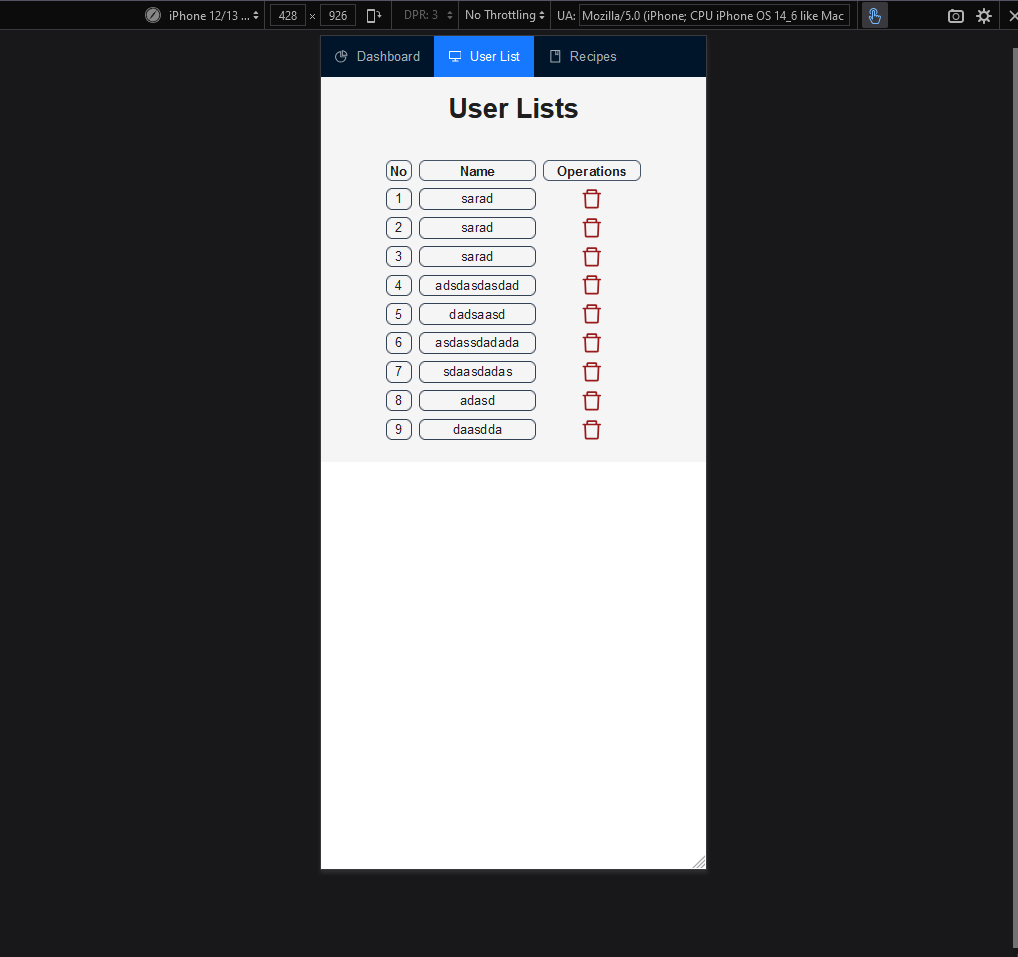 iPhone 12/13 ... 428 × 926 DPR: 3 No Throttling UA: Mozilla/5.0 (iPhone; CPU iPhone OS 14_6 like Mac
Dashboard User List Recipes
User Lists
No Name Operations
1 sarad
2 sarad
3 sarad
4 adsdasdasdad
5 dadsaasd
6 asdassdadada
7 sdaasdadas
8 adasd
9 daasdda